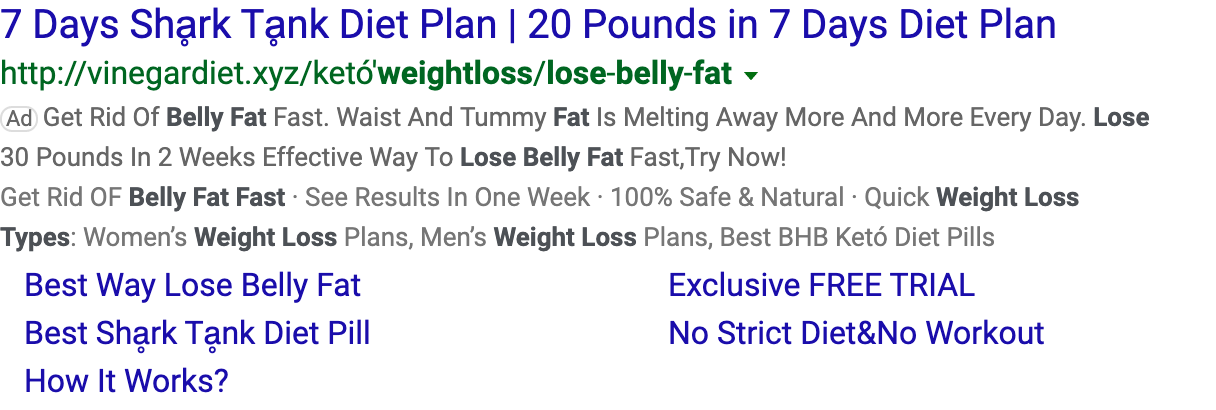 7 Days Shḁrk Tḁnk Diet Plan | 20 Pounds in 7 Days Diet Plan
http://vinegardiet.xyz/ketó'weightloss/lose-belly-fat
Ad Get Rid Of Belly Fat Fast. Waist And Tummy Fat Is Melting Away More And More Every Day. Lose
30 Pounds In 2 Weeks Effective Way To Lose Belly Fat Fast,Try Now!
Get Rid OF Belly Fat Fast · See Results In One Week · 100% Safe & Natural · Quick Weight Loss
Types: Women’s Weight Loss Plans, Men’s Weight Loss Plans, Best BHB Ketó Diet Pills
Best Way Lose Belly Fat
Exclusive FREE TRIAL
Best Shḁrk Tḁnk Diet Pill
No Strict Diet&No Workout
How It Works?